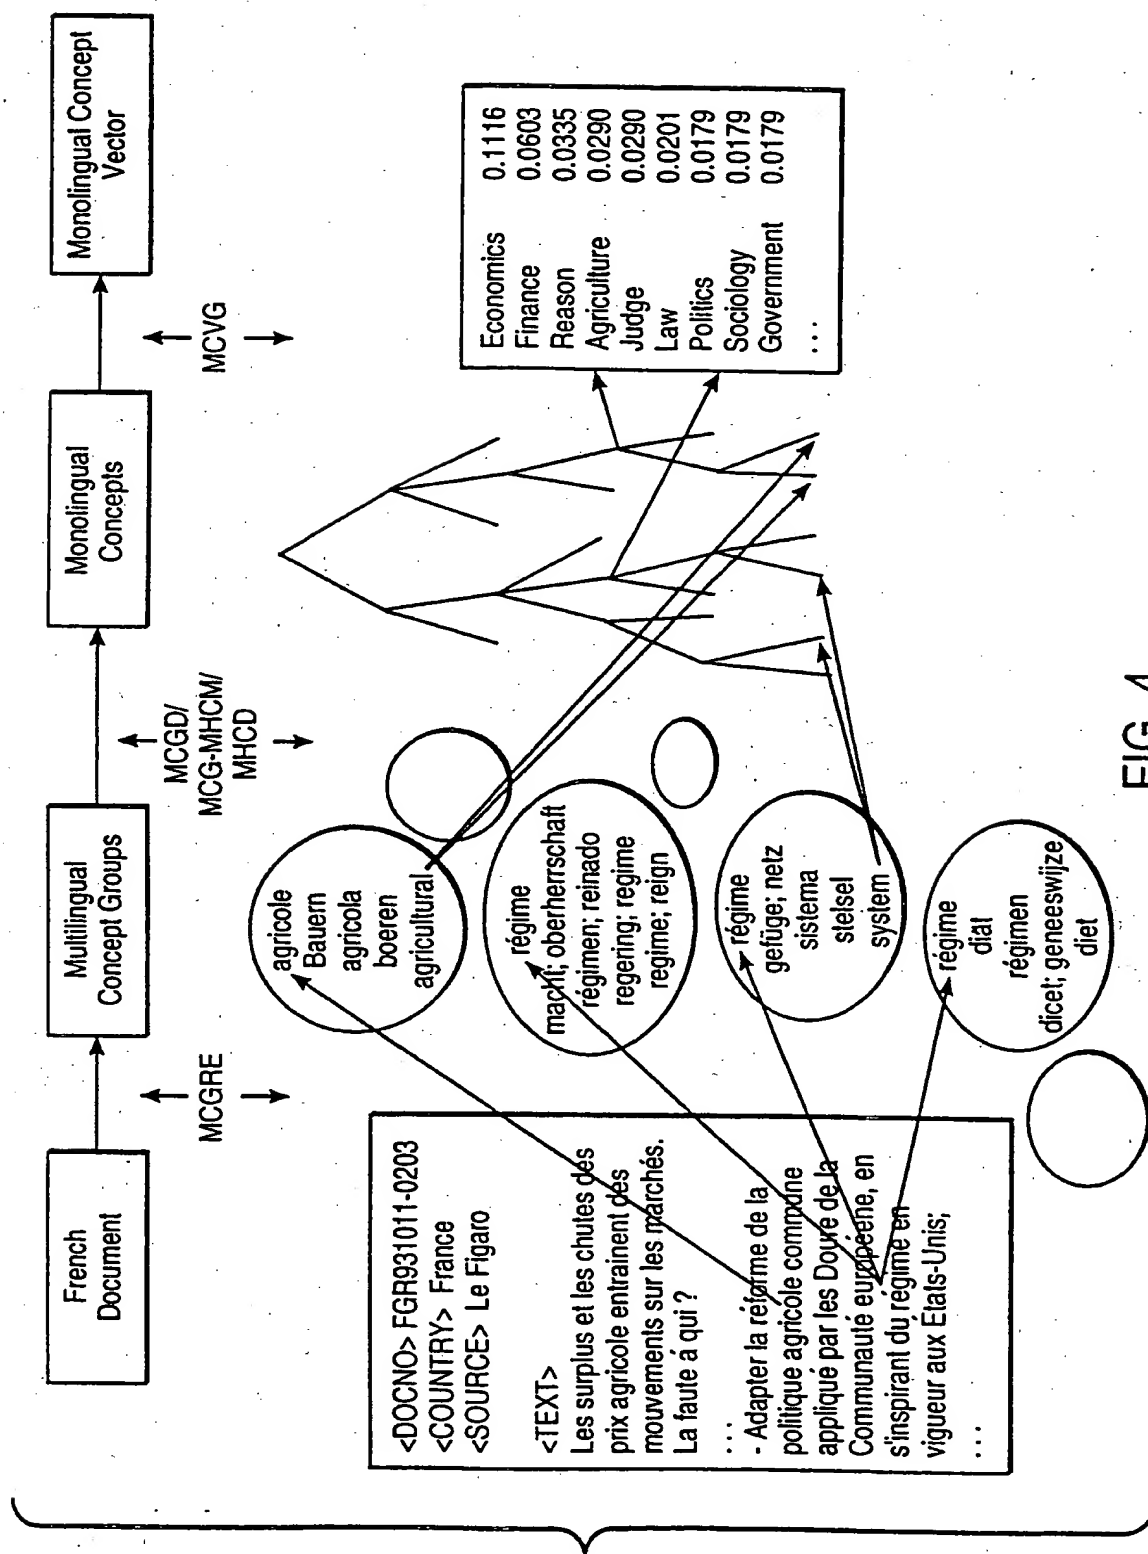 French
Document
Multilingual
Concept Groups
Monolingual
Concepts
Monolingual Concept
Vector
MCGRE
MCGD/
MCG-MHCM/
MHCD
MCVG
<DOCNO> FGR931011-0203
<COUNTRY> France
<SOURCE> Le Figaro
<TEXT>
Les surplus et les chutes des
prix agricole entrainent des
mouvements sur les marchés.
La faute á qui ?
...
- Adapter la réforme de la
politique agricole commune
appliqué par les Douze de la
Communauté européene, en
s'inspirant du régime en
vigueur aux Etats-Unis;
...
agricole
Bauern
agricola
boeren
agricultural
régime
macht; oberherrschaft
régimen; reinado
regering; regime
regime; reign
régime
gefüge; netz
sistema
stelsel
system
régime
diät
régimen
dicet; geneeswijze
diet
Economics 0.1116
Finance 0.0603
Reason 0.0335
Agriculture 0.0290
Judge 0.0290
Law 0.0201
Politics 0.0179
Sociology 0.0179
Government 0.0179
...
FIG. 4